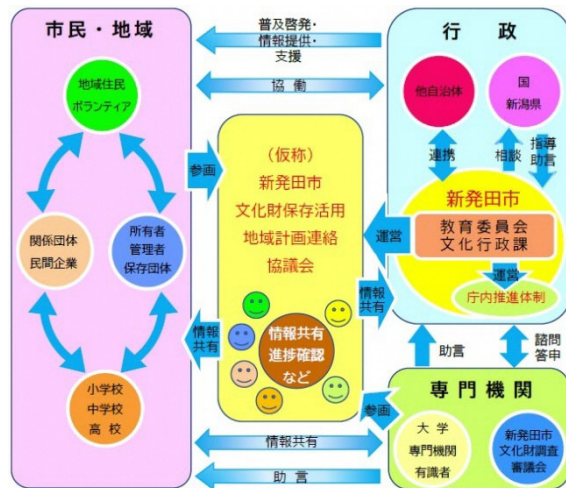 市民・地域
地域住民
ボランティア
関係団体
民間企業
所有者
管理者
保存団体
小学校
中学校
高校
普及啓発・
情報提供・
支援
協働
参画
(仮称)
新発田市
文化財保存活用
地域計画連絡
協議会
情報共有
進捗確認
など
情報
共有
運営
情報
共有
参画
情報共有
助言
行政
他自治体
国
新潟県
連携
相談
指導
助言
新発田市
教育委員会
文化行政課
運営
庁内推進体制
助言
諮問
答申
専門機関
大学
専門機関
有識者
新発田市
文化財調査
審議会